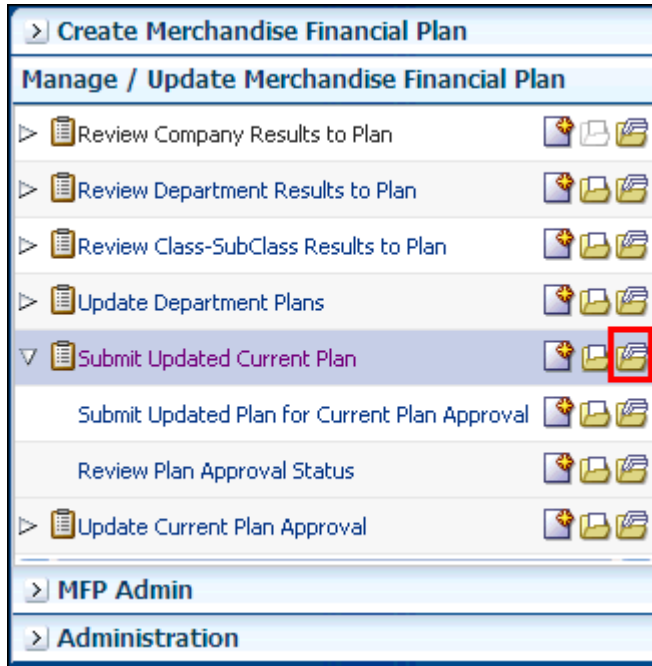 Create Merchandise Financial Plan
Manage / Update Merchandise Financial Plan
Review Company Results to Plan
Review Department Results to Plan
Review Class-SubClass Results to Plan
Update Department Plans
Submit Updated Current Plan
Submit Updated Plan for Current Plan Approval
Review Plan Approval Status
Update Current Plan Approval
MFP Admin
Administration